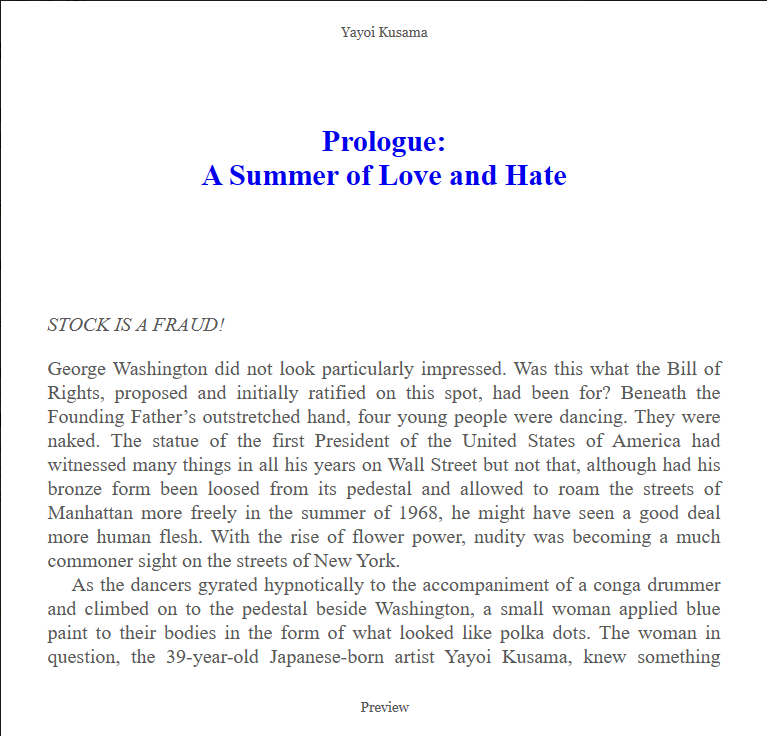 Yayoi Kusama
Prologue:
A Summer of Love and Hate
STOCK IS A FRAUD!
George Washington did not look particularly impressed. Was this what the Bill of
Rights, proposed and initially ratified on this spot, had been for? Beneath the
Founding Father’s outstretched hand, four young people were dancing. They were
naked. The statue of the first President of the United States of America had
witnessed many things in all his years on Wall Street but not that, although had his
bronze form been loosed from its pedestal and allowed to roam the streets of
Manhattan more freely in the summer of 1968, he might have seen a good deal
more human flesh. With the rise of flower power, nudity was becoming a much
commoner sight on the streets of New York.
As the dancers gyrated hypnotically to the accompaniment of a conga drummer
and climbed on to the pedestal beside Washington, a small woman applied blue
paint to their bodies in the form of what looked like polka dots. The woman in
question, the 39-year-old Japanese-born artist Yayoi Kusama, knew something
Preview